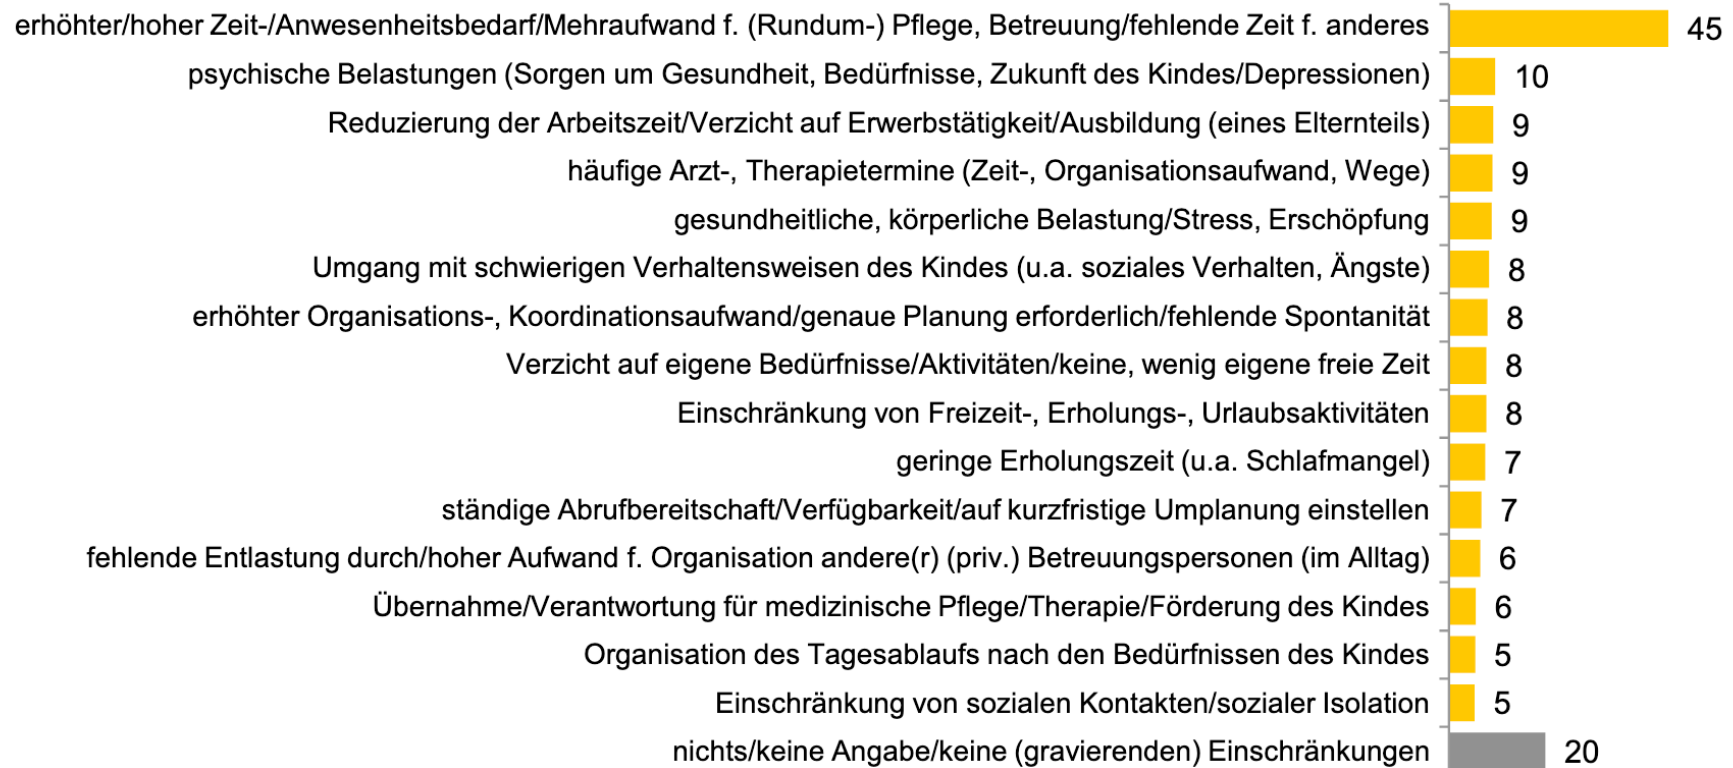 erhöhter/hoher Zeit-/Anwesenheitsbedarf/Mehraufwand f. (Rundum-) Pflege, Betreuung/fehlende Zeit f. anderes 45
psychische Belastungen (Sorgen um Gesundheit, Bedürfnisse, Zukunft des Kindes/Depressionen) 10
Reduzierung der Arbeitszeit/Verzicht auf Erwerbstätigkeit/Ausbildung (eines Elternteils) 9
häufige Arzt-, Therapietermine (Zeit-, Organisationsaufwand, Wege) 9
gesundheitliche, körperliche Belastung/Stress, Erschöpfung 9
Umgang mit schwierigen Verhaltensweisen des Kindes (u.a. soziales Verhalten, Ängste) 8
erhöhter Organisations-, Koordinationsaufwand/genaue Planung erforderlich/fehlende Spontanität 8
Verzicht auf eigene Bedürfnisse/Aktivitäten/keine, wenig eigene freie Zeit 8
Einschränkung von Freizeit-, Erholungs-, Urlaubsaktivitäten 8
geringe Erholungszeit (u.a. Schlafmangel) 7
ständige Abrufbereitschaft/Verfügbarkeit/auf kurzfristige Umplanung einstellen 7
fehlende Entlastung durch/hoher Aufwand f. Organisation andere(r) (priv.) Betreuungspersonen (im Alltag) 6
Übernahme/Verantwortung für medizinische Pflege/Therapie/Förderung des Kindes 6
Organisation des Tagesablaufs nach den Bedürfnissen des Kindes 5
Einschränkung von sozialen Kontakten/sozialer Isolation 5
nichts/keine Angabe/keine (gravierenden) Einschränkungen 20